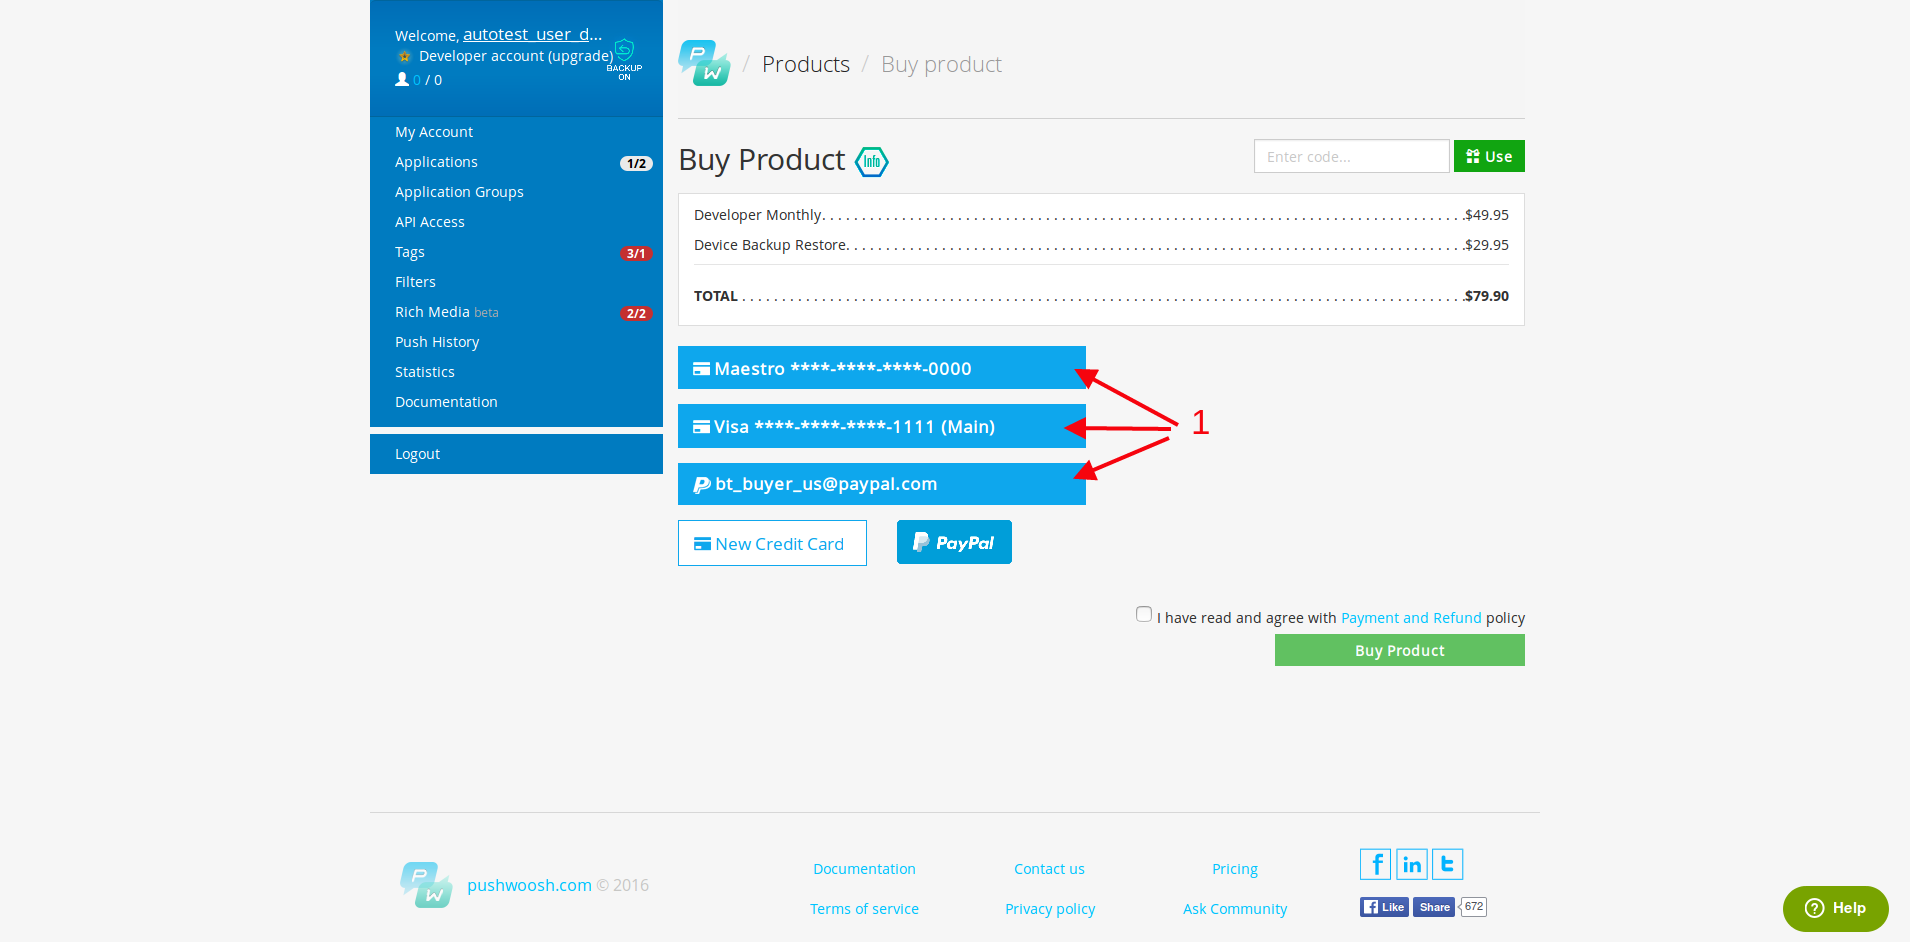 Welcome, autotest_user_d...
Developer account (upgrade)
BACKUP
ON
0 / 0
My Account
Applications 1/2
Application Groups
API Access
Tags 3/1
Filters
Rich Media beta 2/2
Push History
Statistics
Documentation
Logout
PW / Products / Buy product
Buy Product Info
Enter code... Use
Developer Monthly. . . . . . . . . . . . . . . . . . . . . . . . . . . . . . . . . . . . . . . . $49.95
Device Backup Restore. . . . . . . . . . . . . . . . . . . . . . . . . . . . . . . . . . . . . . . . $29.95
TOTAL . . . . . . . . . . . . . . . . . . . . . . . . . . . . . . . . . . . . . . . . $79.90
Maestro ****-****-****-0000
Visa ****-****-****-1111 (Main)
1
bt_buyer_us@paypal.com
New Credit Card
PayPal
I have read and agree with Payment and Refund policy
Buy Product
PW pushwoosh.com © 2016
Documentation Contact us Pricing
Terms of service Privacy policy Ask Community
f in t
Like Share 672
Help